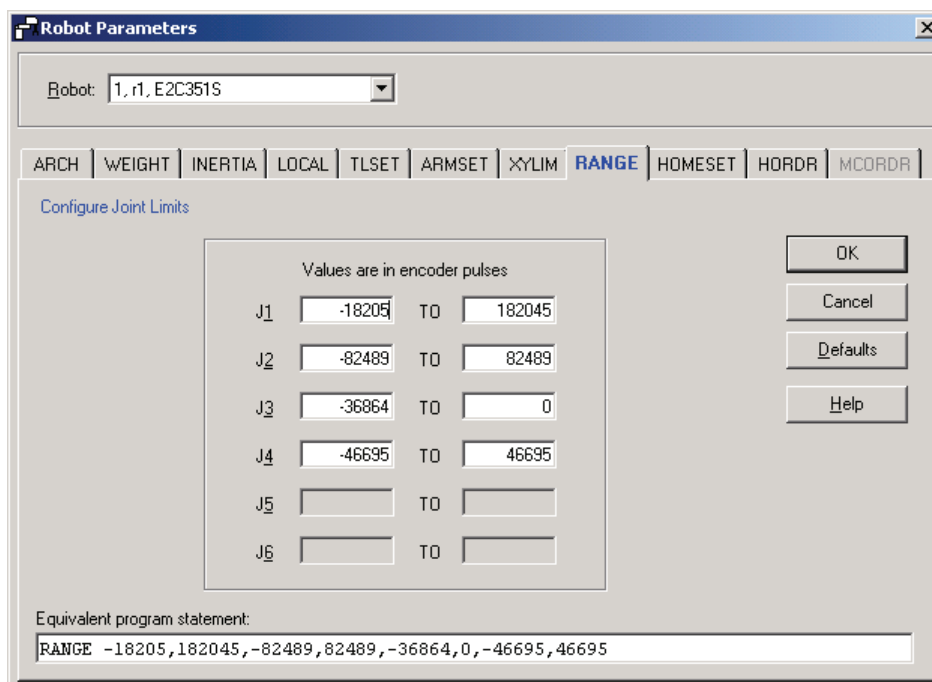 Robot Parameters
Robot: 1, r1, E2C351S
ARCH WEIGHT INERTIA LOCAL TLSET ARMSET XYLIM RANGE HOMESET HORDR MCORDR
Configure Joint Limits
Values are in encoder pulses
J1 -18205 TO 182045
J2 -82489 TO 82489
J3 -36864 TO 0
J4 -46695 TO 46695
J5 TO
J6 TO
OK
Cancel
Defaults
Help
Equivalent program statement:
RANGE -18205,182045,-82489,82489,-36864,0,-46695,46695